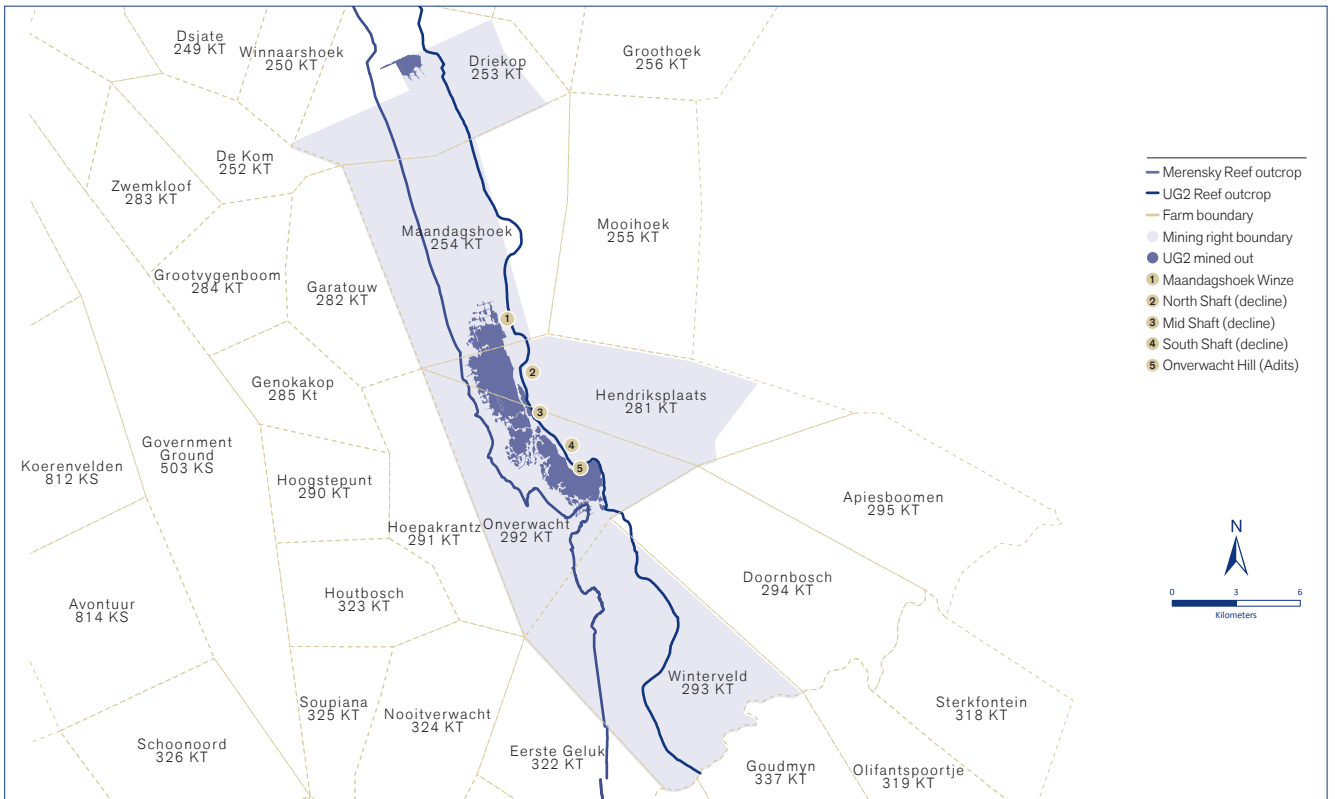 Dsjate
249 KT
Winnaarshoek
250 KT
Driekop
253 KT
Groothoek
256 KT
De Kom
252 KT
Zwemkloof
283 KT
Maandagshoek
254 KT
Mooihoek
255 KT
Grootvygenboom
284 KT
Garatouw
282 KT
Genokakop
285 Kt
Hendriksplaats
281 KT
Government
Ground
503 KS
Koerenvelden
812 KS
Hoogstepunt
290 KT
Hoepakrantz
291 KT
Onverwacht
292 KT
Apiesboomen
295 KT
Houtbosch
323 KT
Doornbosch
294 KT
Avontuur
814 KS
Winterveld
293 KT
Soupiana
325 KT
Nooitverwacht
324 KT
Sterkfontein
318 KT
Schoonoord
326 KT
Eerste Geluk
322 KT
Goudmyn
337 KT
Olifantspoortje
319 KT
1
2
3
4
5
Merensky Reef outcrop
UG2 Reef outcrop
Farm boundary
Mining right boundary
UG2 mined out
1 Maandagshoek Winze
2 North Shaft (decline)
3 Mid Shaft (decline)
4 South Shaft (decline)
5 Onverwacht Hill (Adits)
N
0 3 6
Kilometers